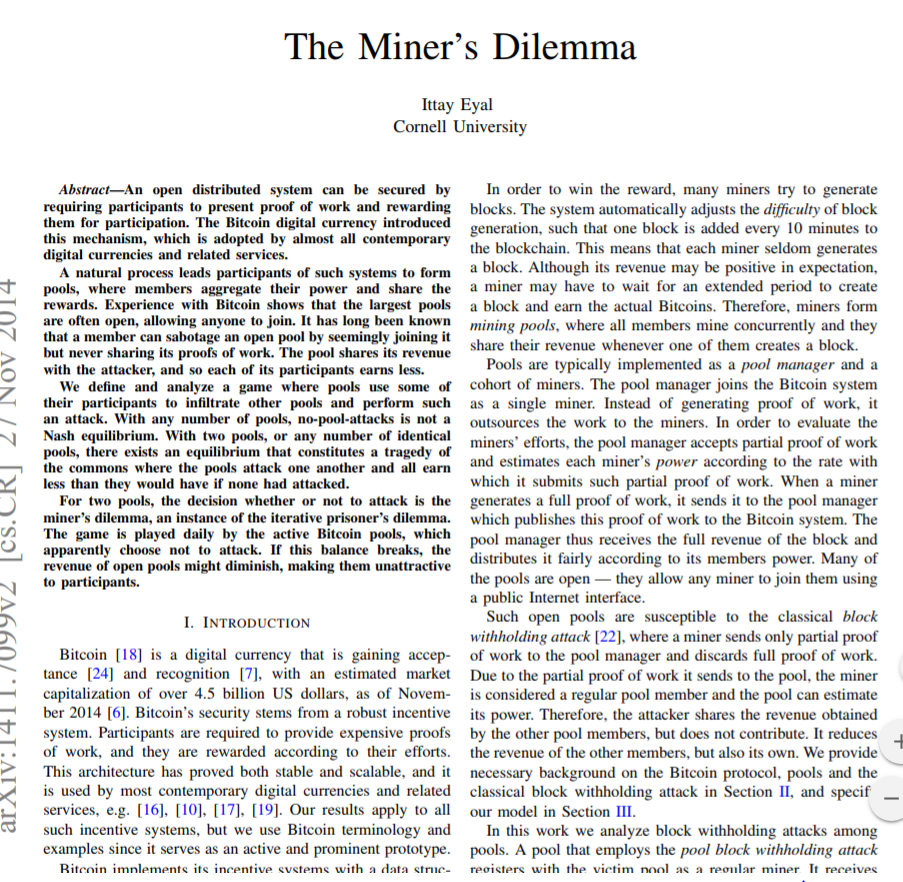 The Miner's Dilemma
Ittay Eyal
Cornell University
arXiv:1411.7099v2 [cs.CR] 27 Nov 2014
Abstract—An open distributed system can be secured by
requiring participants to present proof of work and rewarding
them for participation. The Bitcoin digital currency introduced
this mechanism, which is adopted by almost all contemporary
digital currencies and related services.
A natural process leads participants of such systems to form
pools, where members aggregate their power and share the
rewards. Experience with Bitcoin shows that the largest pools
are often open, allowing anyone to join. It has long been known
that a member can sabotage an open pool by seemingly joining it
but never sharing its proofs of work. The pool shares its revenue
with the attacker, and so each of its participants earns less.
We define and analyze a game where pools use some of
their participants to infiltrate other pools and perform such
an attack. With any number of pools, no-pool-attacks is not a
Nash equilibrium. With two pools, or any number of identical
pools, there exists an equilibrium that constitutes a tragedy of
the commons where the pools attack one another and all earn
less than they would have if none had attacked.
For two pools, the decision whether or not to attack is the
miner's dilemma, an instance of the iterative prisoner's dilemma.
The game is played daily by the active Bitcoin pools, which
apparently choose not to attack. If this balance breaks, the
revenue of open pools might diminish, making them unattractive
to participants.
I. INTRODUCTION
Bitcoin [18] is a digital currency that is gaining accep-
tance [24] and recognition [7], with an estimated market
capitalization of over 4.5 billion US dollars, as of Novem-
ber 2014 [6]. Bitcoin's security stems from a robust incentive
system. Participants are required to provide expensive proofs
of work, and they are rewarded according to their efforts.
This architecture has proved both stable and scalable, and it
is used by most contemporary digital currencies and related
services, e.g. [16], [10], [17], [19]. Our results apply to all
such incentive systems, but we use Bitcoin terminology and
examples since it serves as an active and prominent prototype.
Bitcoin implements its incentive systems with a data struc-
In order to win the reward, many miners try to generate
blocks. The system automatically adjusts the difficulty of block
generation, such that one block is added every 10 minutes to
the blockchain. This means that each miner seldom generates
a block. Although its revenue may be positive in expectation,
a miner may have to wait for an extended period to create
a block and earn the actual Bitcoins. Therefore, miners form
mining pools, where all members mine concurrently and they
share their revenue whenever one of them creates a block.
Pools are typically implemented as a pool manager and a
cohort of miners. The pool manager joins the Bitcoin system
as a single miner. Instead of generating proof of work, it
outsources the work to the miners. In order to evaluate the
miners' efforts, the pool manager accepts partial proof of work
and estimates each miner's power according to the rate with
which it submits such partial proof of work. When a miner
generates a full proof of work, it sends it to the pool manager
which publishes this proof of work to the Bitcoin system. The
pool manager thus receives the full revenue of the block and
distributes it fairly according to its members power. Many of
the pools are open — they allow any miner to join them using
a public Internet interface.
Such open pools are susceptible to the classical block
withholding attack [22], where a miner sends only partial proof
of work to the pool manager and discards full proof of work.
Due to the partial proof of work it sends to the pool, the miner
is considered a regular pool member and the pool can estimate
its power. Therefore, the attacker shares the revenue obtained
by the other pool members, but does not contribute. It reduces
the revenue of the other members, but also its own. We provide
necessary background on the Bitcoin protocol, pools and the
classical block withholding attack in Section II, and specif
our model in Section III.
In this work we analyze block withholding attacks among
pools. A pool that employs the pool block withholding attack
registers with the victim pool as a regular miner. It receives